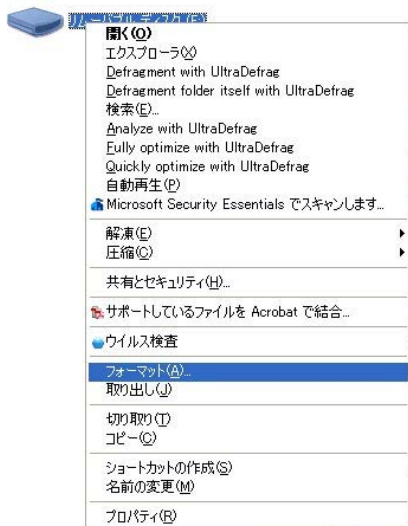 リムーバブル ディスク (F)
開く(O)
エクスプローラ(X)
Defragment with UltraDefrag
Defragment folder itself with UltraDefrag
検索(E)...
Analyze with UltraDefrag
Fully optimize with UltraDefrag
Quickly optimize with UltraDefrag
自動再生(P)
Microsoft Security Essentials でスキャンします...
解凍(E)
圧縮(C)
共有とセキュリティ(H)...
サポートしているファイルを Acrobat で結合...
ウイルス検査
フォーマット(A)...
取り出し(J)
切り取り(T)
コピー(C)
ショートカットの作成(S)
名前の変更(M)
プロパティ(R)